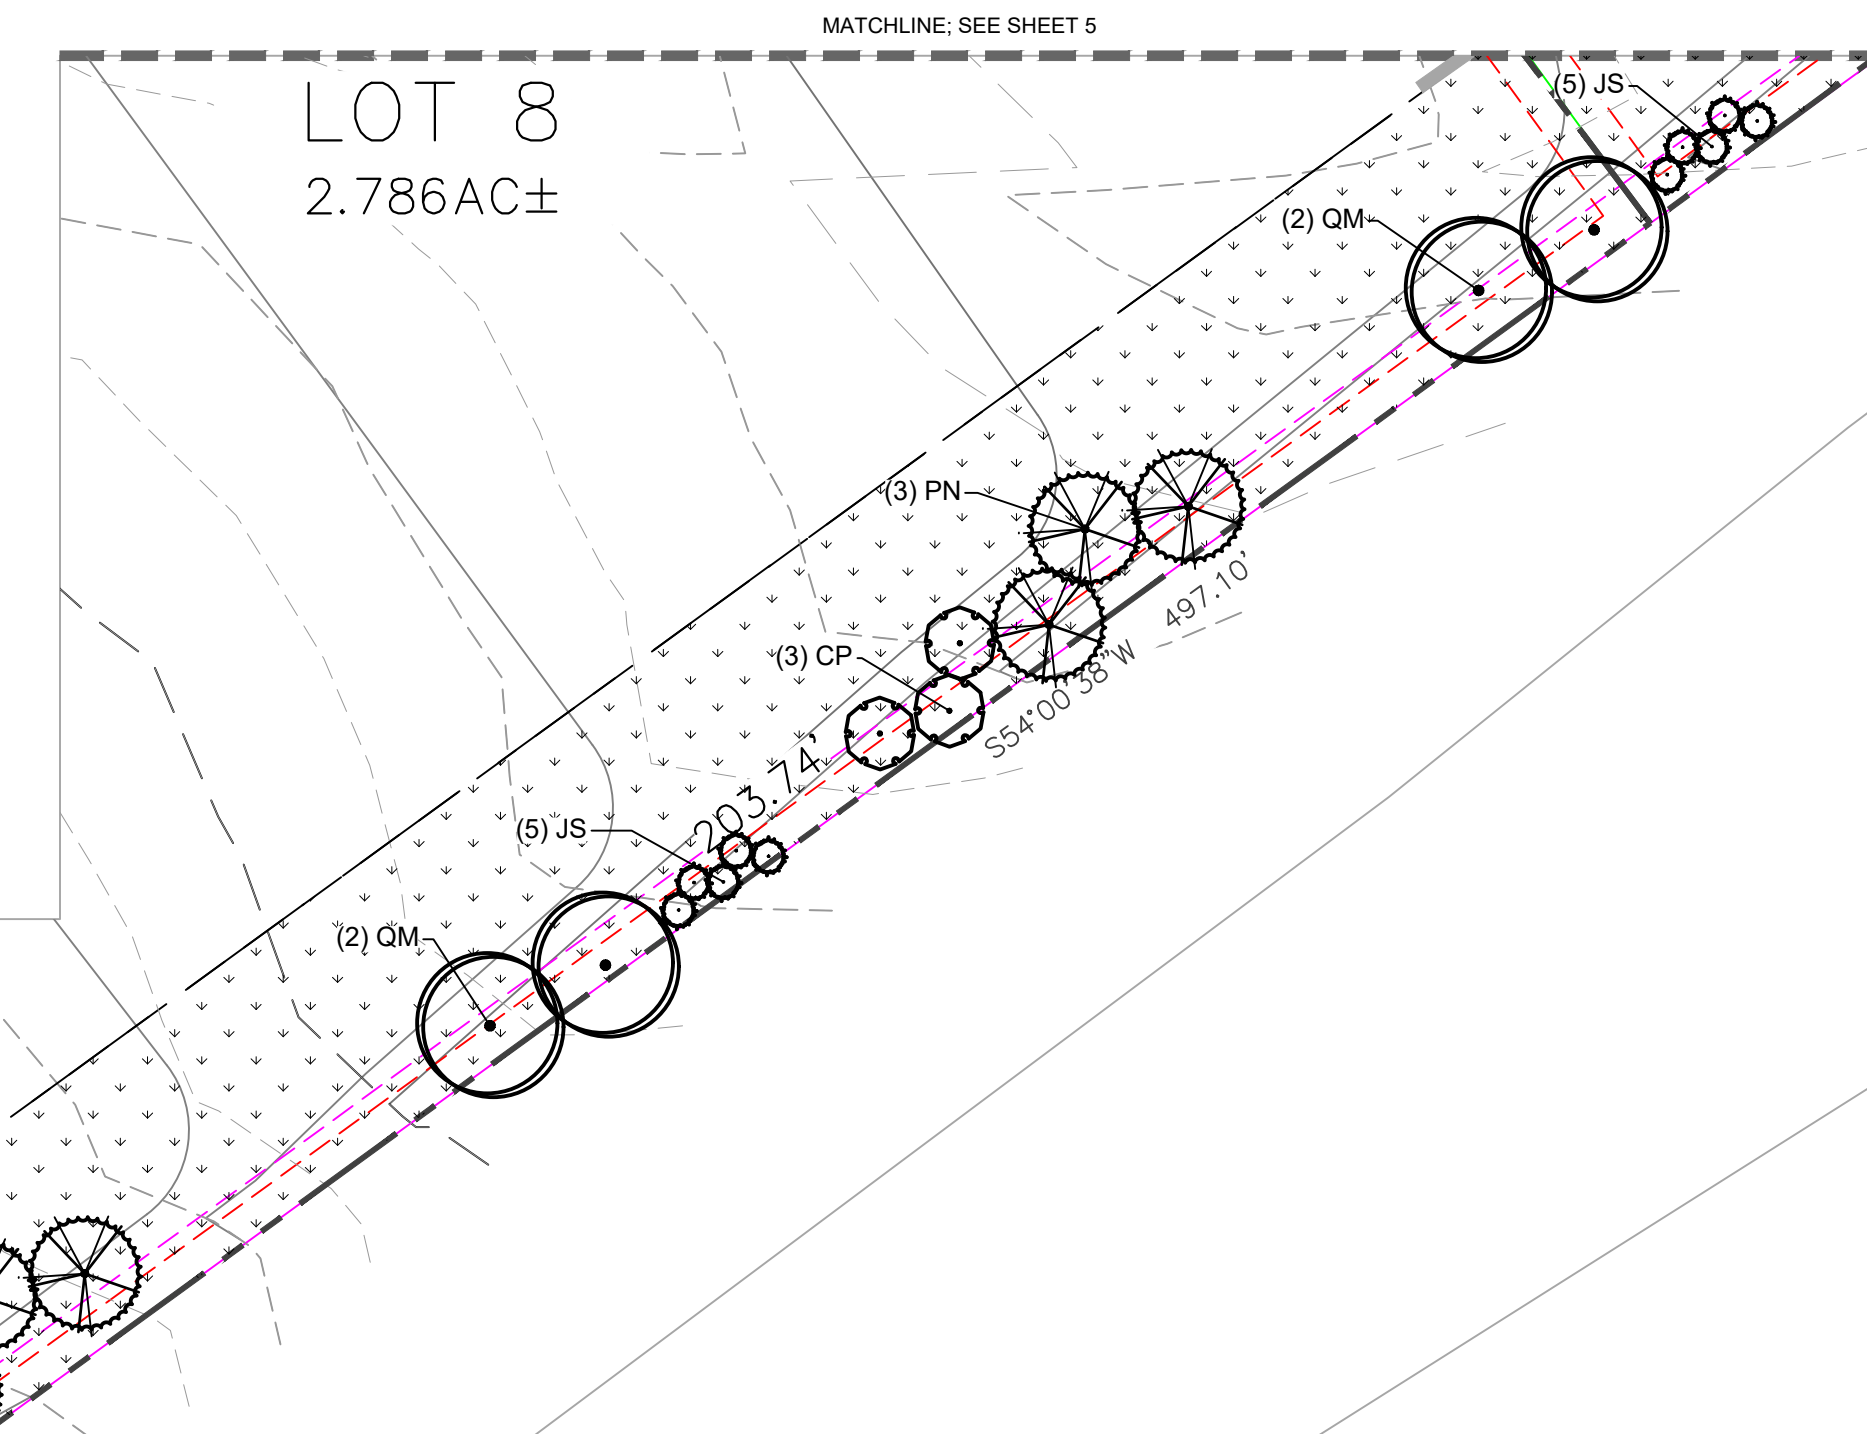 MATCHLINE; SEE SHEET 5
LOT 8
2.786AC±
(5) JS
(2) QM
(3) PN
497.10'
(3) CP
S54°00'38"W
203.74'
(5) JS
(2) QM